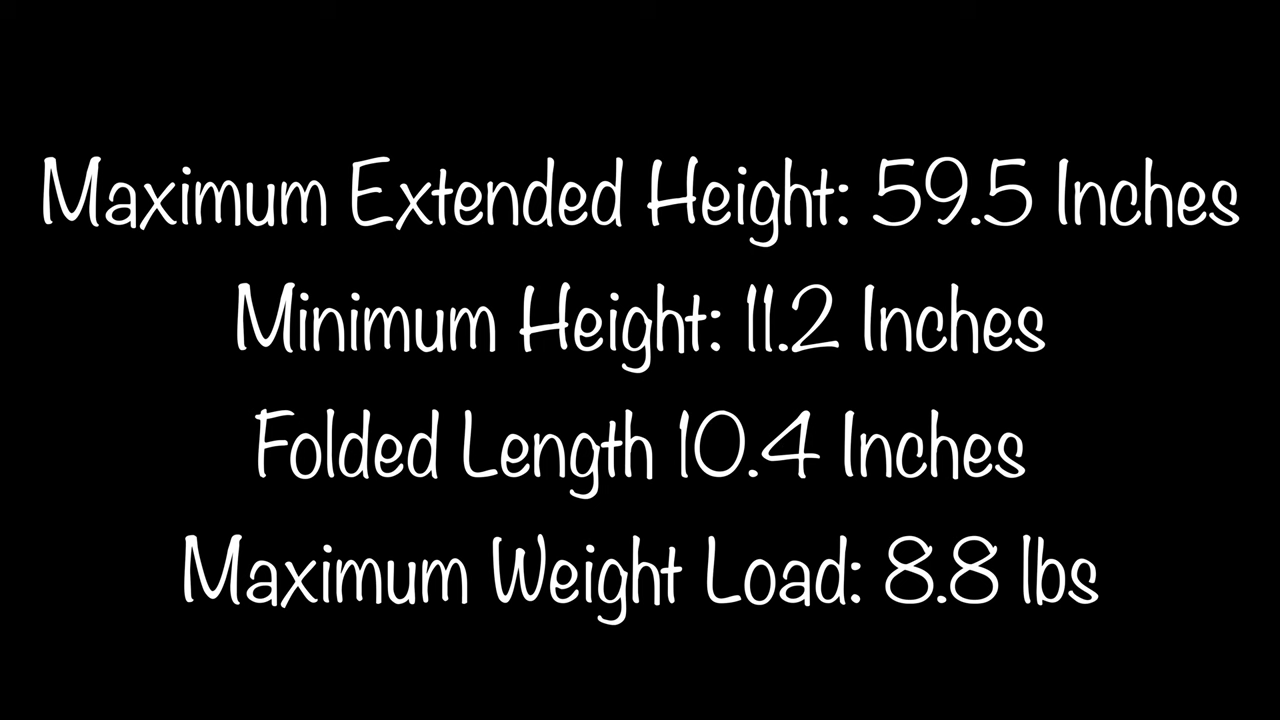 Maximum Extended Height: 59.5 Inches
Minimum Height: 11.2 Inches
Folded Length 10.4 Inches
Maximum Weight Load: 8.8 lbs